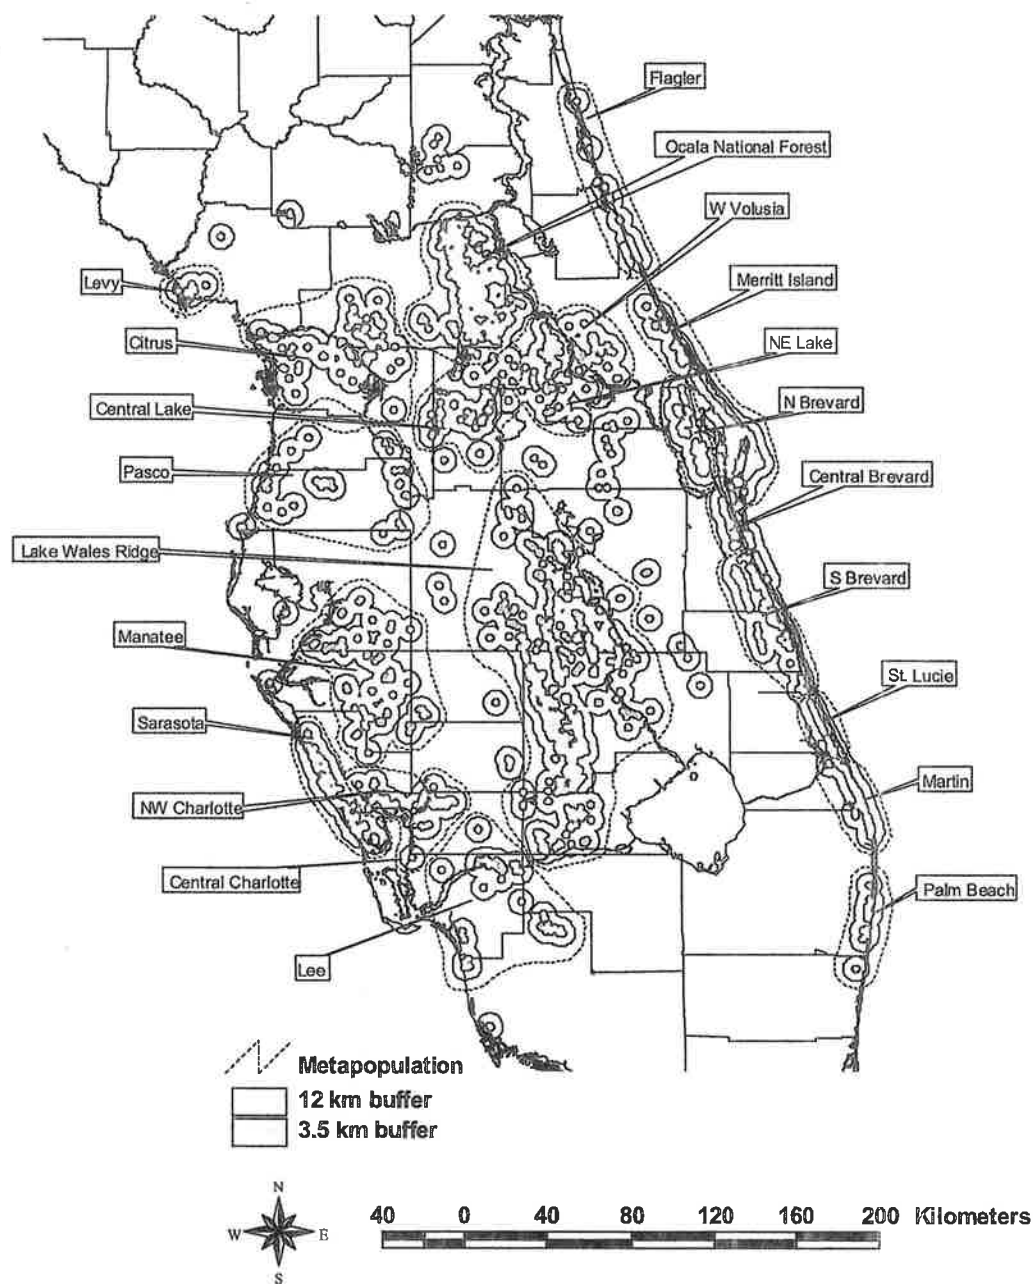 Flagler
Ocala National Forest
W Volusia
Levy
Merritt Island
Citrus
NE Lake
Central Lake
N Brevard
Pasco
Central Brevard
Lake Wales Ridge
S Brevard
Manatee
St. Lucie
Sarasota
Martin
NW Charlotte
Central Charlotte
Palm Beach
Lee
Metapopulation
12 km buffer
3.5 km buffer
N
W E
S
40 0 40 80 120 160 200 Kilometers